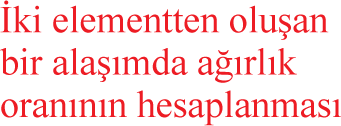 İki elementten oluşan
bir alaşımda ağırlık
oranının hesaplanması